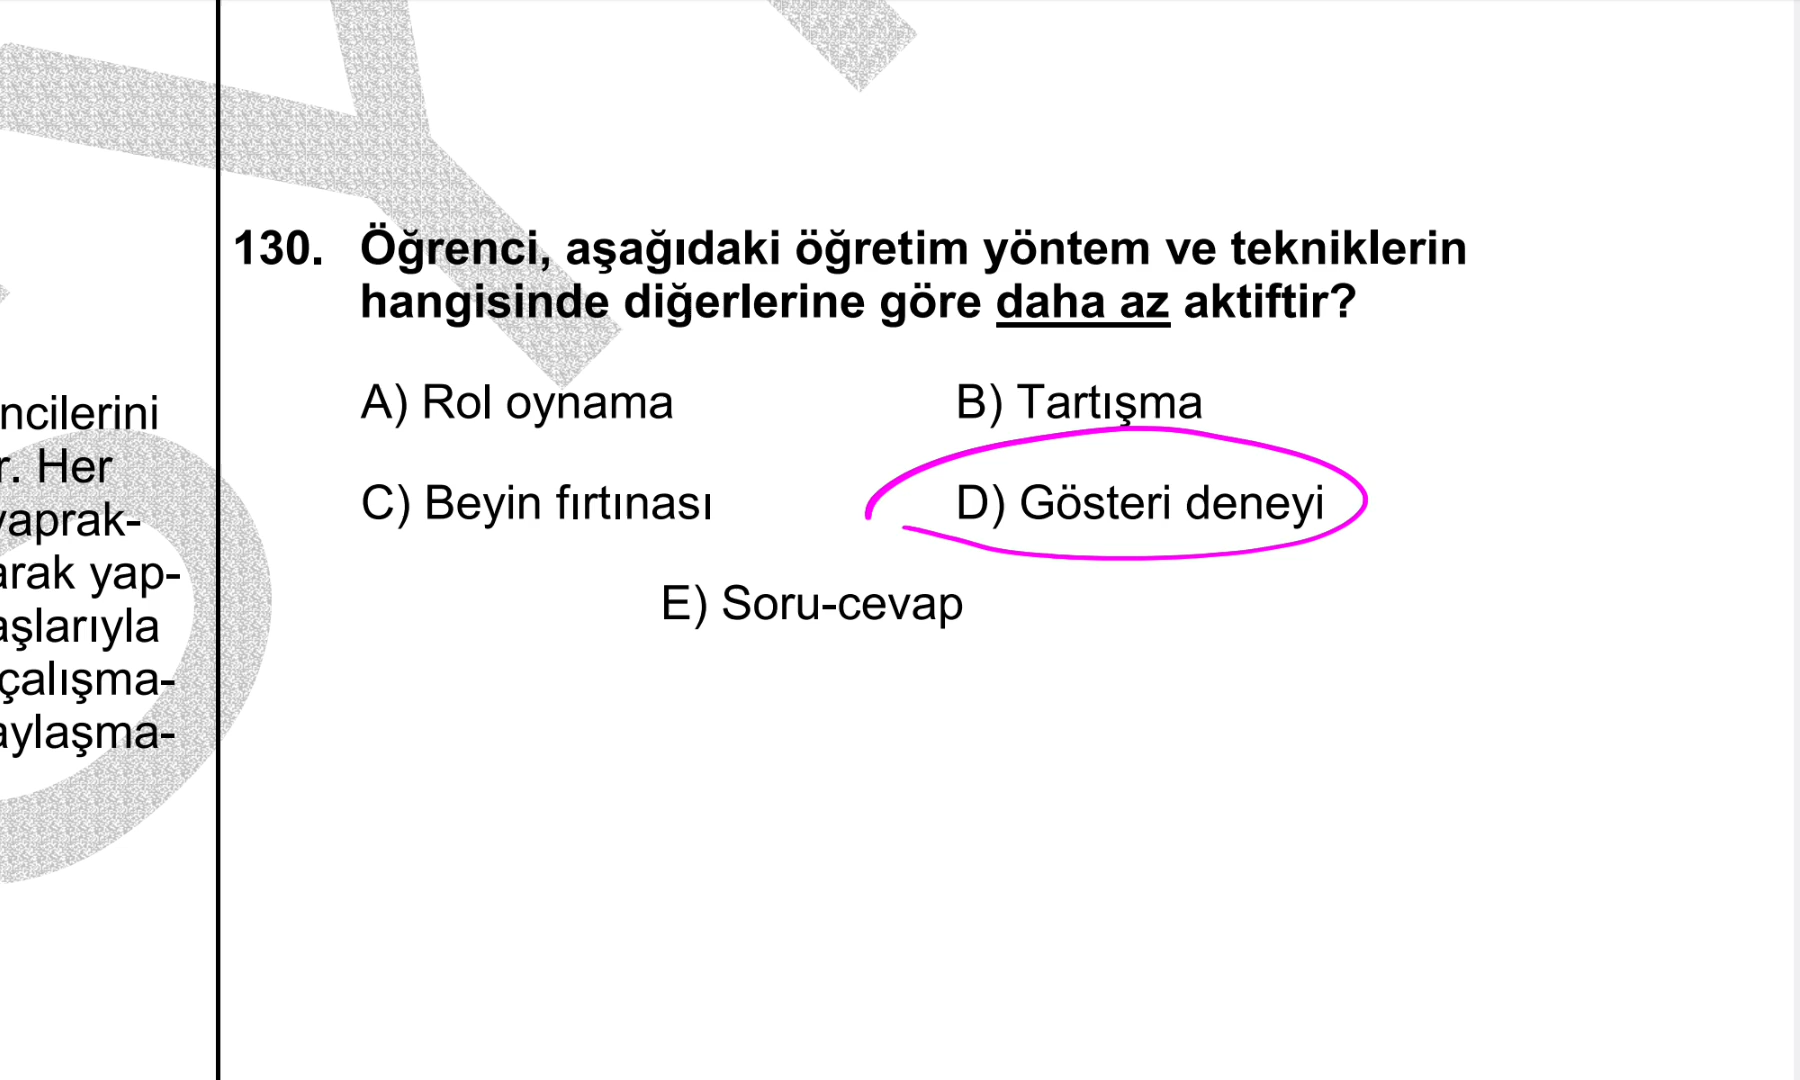 ncilerini
r. Her
yaprak-
arak yap-
aşlarıyla
çalışma-
aylaşma-
130. Öğrenci, aşağıdaki öğretim yöntem ve tekniklerin
hangisinde diğerlerine göre daha az aktiftir?
A) Rol oynama B) Tartışma
C) Beyin fırtınası D) Gösteri deneyi
E) Soru-cevap